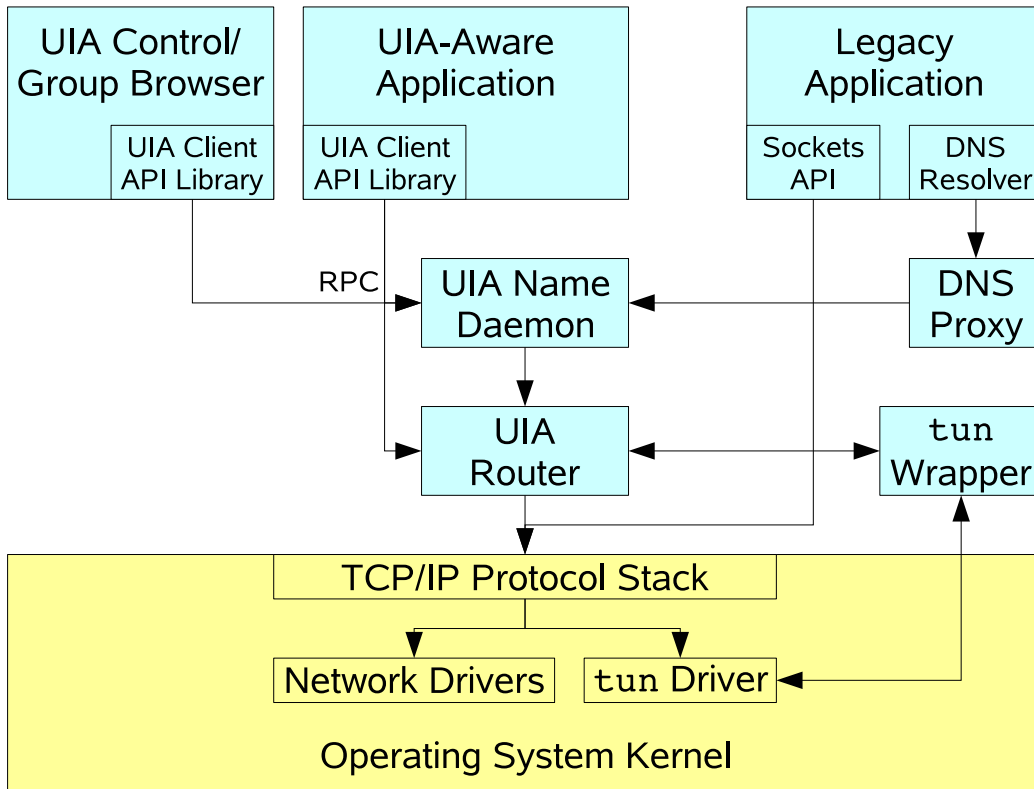 UIA Control/
Group Browser
UIA Client
API Library
UIA-Aware
Application
UIA Client
API Library
Legacy
Application
Sockets
API
DNS
Resolver
RPC
UIA Name
Daemon
DNS
Proxy
UIA
Router
tun
Wrapper
TCP/IP Protocol Stack
Network Drivers
tun Driver
Operating System Kernel